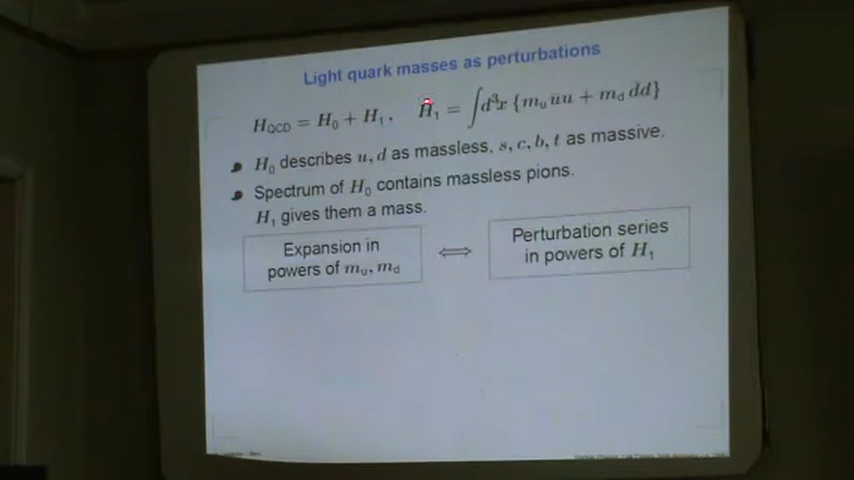 Light quark masses as perturbations
H_QCD = H_0 + H_1 , H_1 = ∫d³x {m_u ūu + m_d d̄d}
H_0 describes u, d as massless, s, c, b, t as massive.
Spectrum of H_0 contains massless pions.
H_1 gives them a mass.
Expansion in
powers of m_u, m_d
⟺
Perturbation series
in powers of H_1